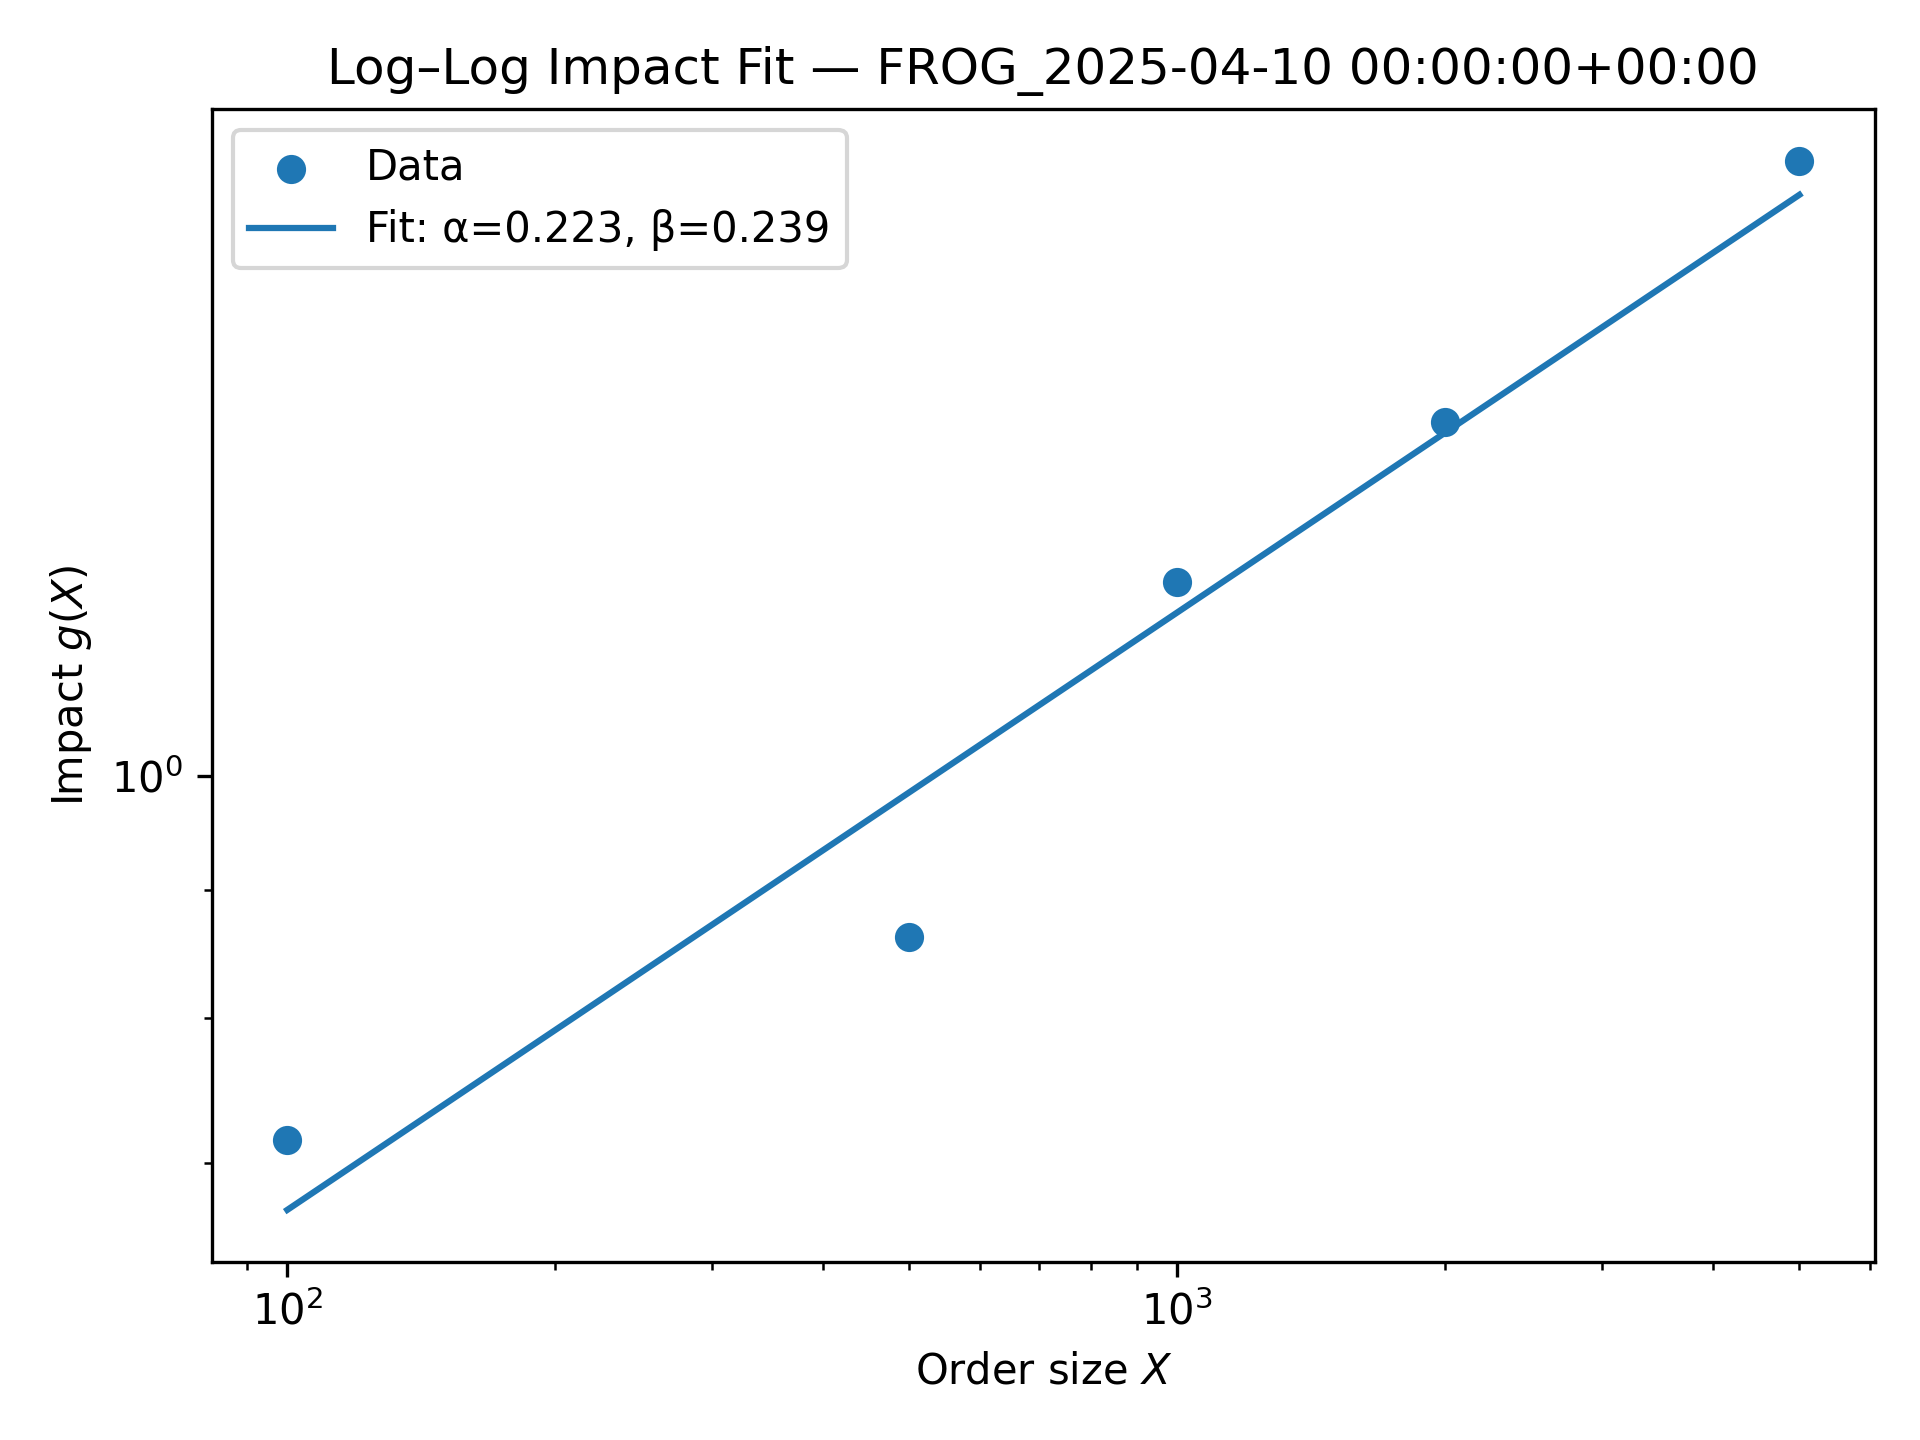 Log–Log Impact Fit — FROG_2025-04-10 00:00:00+00:00
Data
Fit: α=0.223, β=0.239
Impact g(X)
10⁰
10² 10³
Order size X